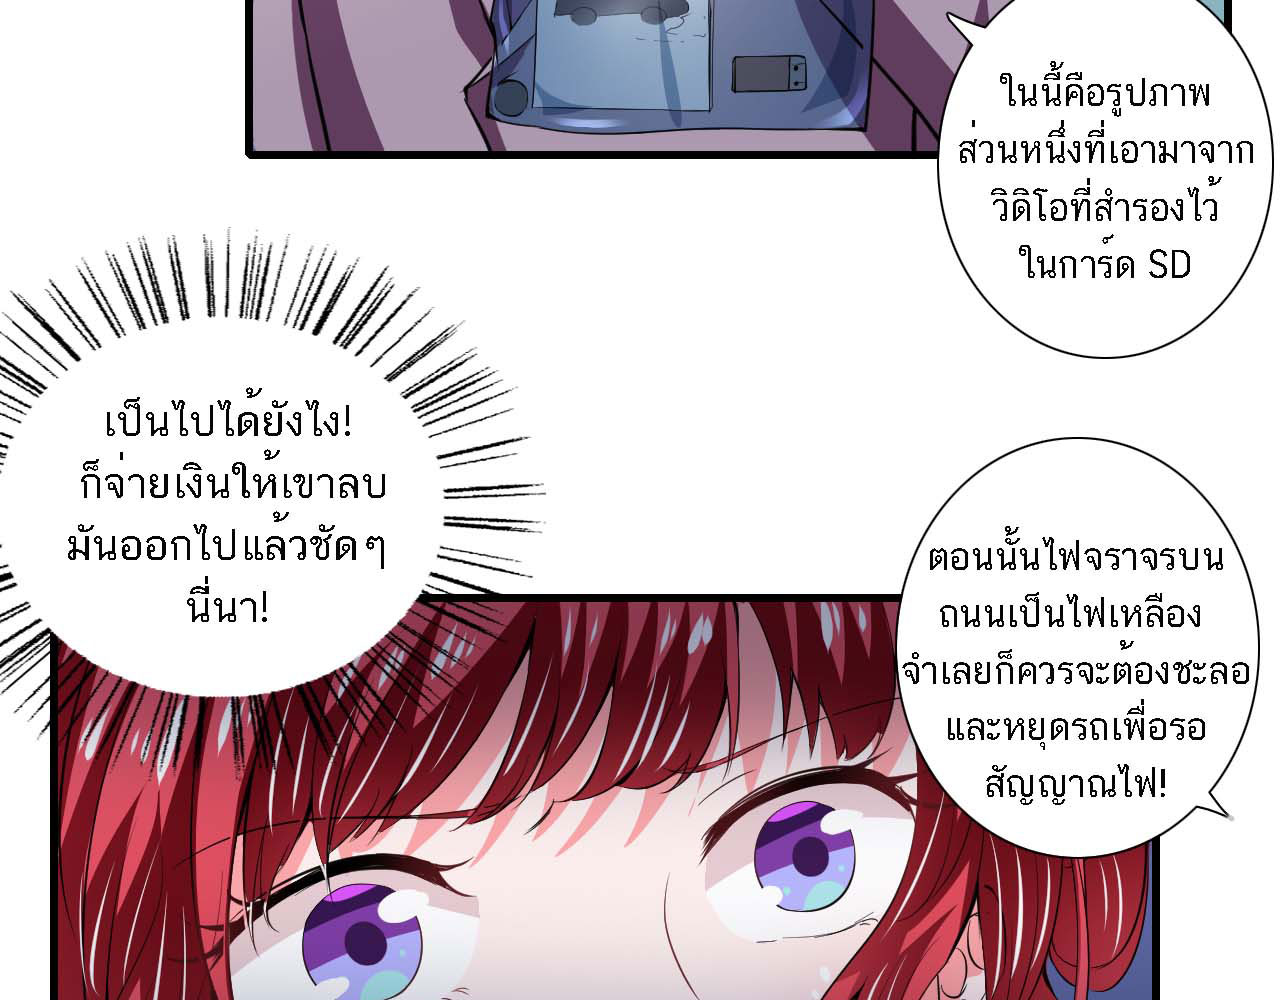 ในนี้คือรูปภาพ
ส่วนหนึ่งที่เอามาจาก
วิดิโอที่สำรองไว้
ในการ์ด SD
เป็นไปได้ยังไง!
ก็จ่ายเงินให้เขาลบ
มันออกไปแล้วชัดๆ
นี่นา!
ตอนนั้นไฟจราจรบน
ถนนเป็นไฟเหลือง
จำเลยก็ควรจะต้องชะลอ
และหยุดรถเพื่อรอ
สัญญาณไฟ!